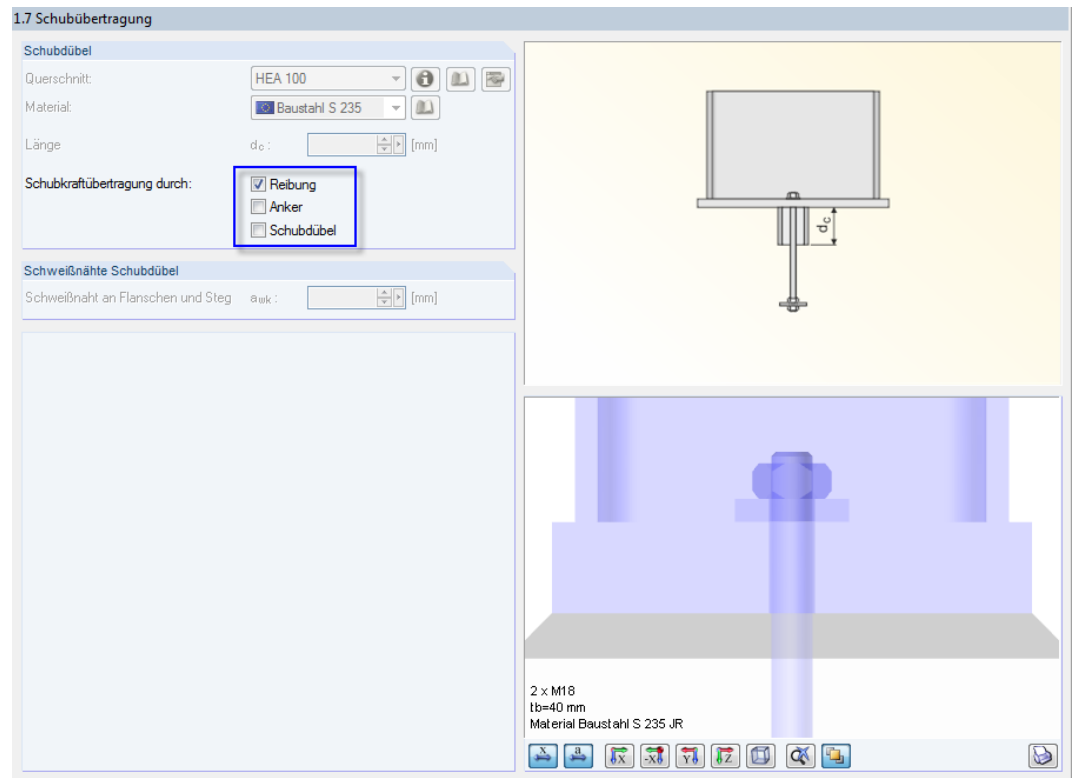 1.7 Schubübertragung
Schubdübel
Querschnitt: HEA 100
Material: Baustahl S 235
Länge dc : [mm]
Schubkraftübertragung durch: Reibung
Anker
Schubdübel
Schweißnähte Schubdübel
Schweißnaht an Flanschen und Steg awk : [mm]
dc
2 x M18
tb=40 mm
Material Baustahl S 235 JR
x a X -X Y Z